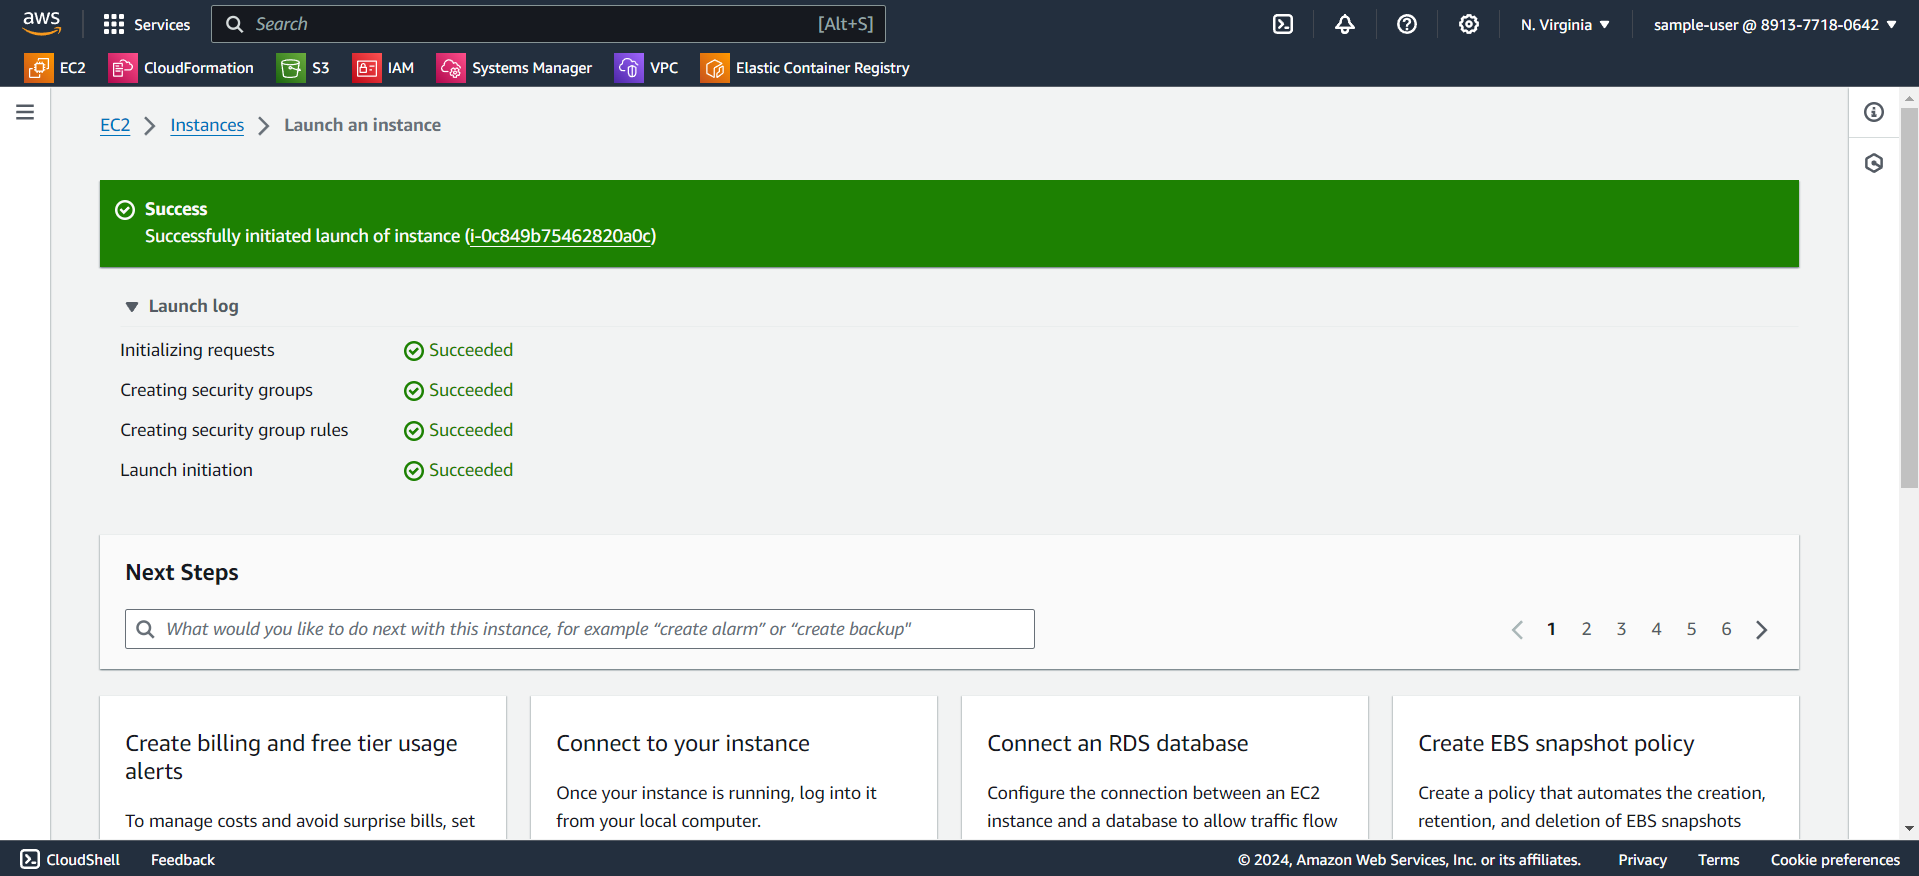 aws
Services
Search [Alt+S]
N. Virginia
sample-user @ 8913-7718-0642
EC2 CloudFormation S3 IAM Systems Manager VPC Elastic Container Registry
EC2 Instances Launch an instance
Success
Successfully initiated launch of instance (i-0c849b75462820a0c)
Launch log
Initializing requests Succeeded
Creating security groups Succeeded
Creating security group rules Succeeded
Launch initiation Succeeded
Next Steps
What would you like to do next with this instance, for example “create alarm” or “create backup"
1 2 3 4 5 6
Create billing and free tier usage
alerts
To manage costs and avoid surprise bills, set
Connect to your instance
Once your instance is running, log into it
from your local computer.
Connect an RDS database
Configure the connection between an EC2
instance and a database to allow traffic flow
Create EBS snapshot policy
Create a policy that automates the creation,
retention, and deletion of EBS snapshots
CloudShell Feedback
© 2024, Amazon Web Services, Inc. or its affiliates. Privacy Terms Cookie preferences